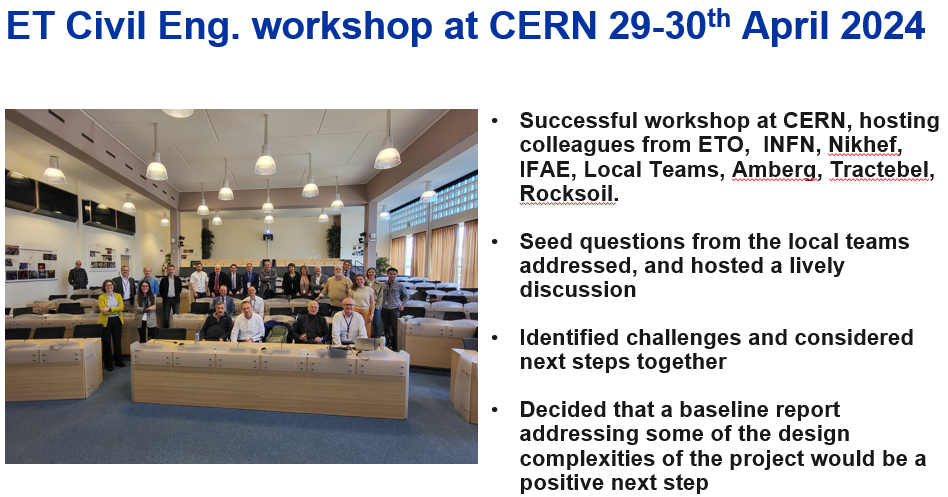 ET Civil Eng. workshop at CERN 29-30th April 2024
• Successful workshop at CERN, hosting
colleagues from ETO, INFN, Nikhef,
IFAE, Local Teams, Amberg, Tractebel,
Rocksoil.
• Seed questions from the local teams
addressed, and hosted a lively
discussion
• Identified challenges and considered
next steps together
• Decided that a baseline report
addressing some of the design
complexities of the project would be a
positive next step